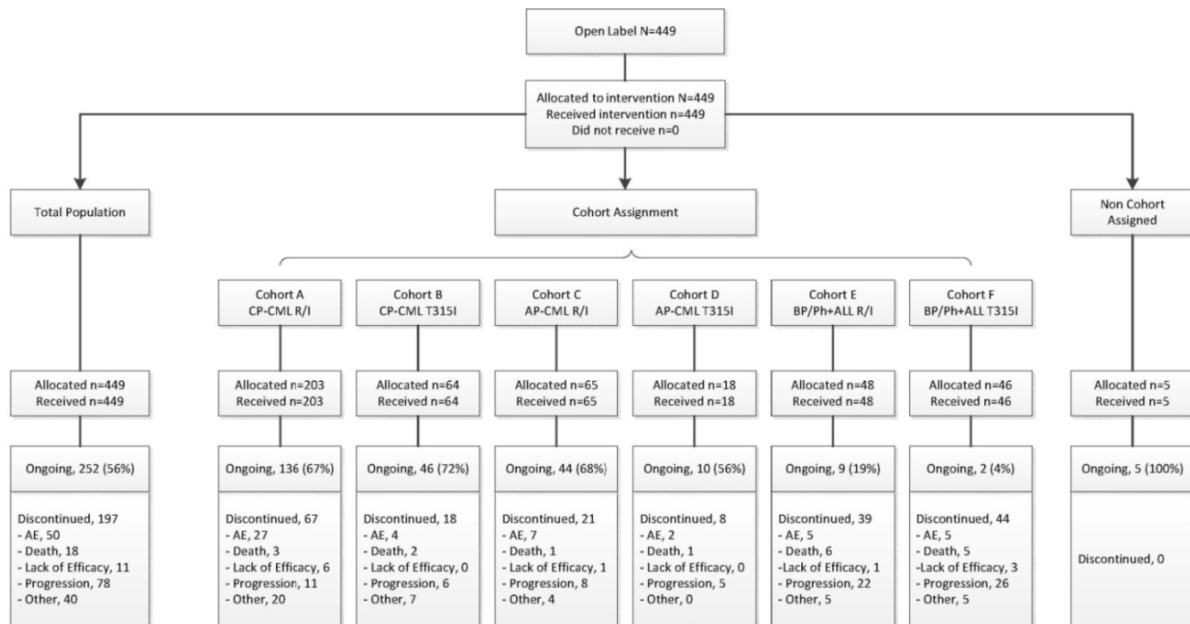 Open Label N=449
Allocated to intervention N=449
Received intervention n=449
Did not receive n=0
Total Population
Cohort Assignment
Non Cohort
Assigned
Cohort A
CP-CML R/I
Cohort B
CP-CML T315I
Cohort C
AP-CML R/I
Cohort D
AP-CML T315I
Cohort E
BP/Ph+ALL R/I
Cohort F
BP/Ph+ALL T315I
Allocated n=449
Received n=449
Allocated n=203
Received n=203
Allocated n=64
Received n=64
Allocated n=65
Received n=65
Allocated n=18
Received n=18
Allocated n=48
Received n=48
Allocated n=46
Received n=46
Allocated n=5
Received n=5
Ongoing, 252 (56%)
Discontinued, 197
- AE, 50
- Death, 18
- Lack of Efficacy, 11
- Progression, 78
- Other, 40
Ongoing, 136 (67%)
Discontinued, 67
- AE, 27
- Death, 3
- Lack of Efficacy, 6
- Progression, 11
- Other, 20
Ongoing, 46 (72%)
Discontinued, 18
- AE, 4
- Death, 2
- Lack of Efficacy, 0
- Progression, 6
- Other, 7
Ongoing, 44 (68%)
Discontinued, 21
- AE, 7
- Death, 1
- Lack of Efficacy, 1
- Progression, 8
- Other, 4
Ongoing, 10 (56%)
Discontinued, 8
- AE, 2
- Death, 1
- Lack of Efficacy, 0
- Progression, 5
- Other, 0
Ongoing, 9 (19%)
Discontinued, 39
- AE, 5
- Death, 6
-Lack of Efficacy, 1
- Progression, 22
- Other, 5
Ongoing, 2 (4%)
Discontinued, 44
- AE, 5
- Death, 5
-Lack of Efficacy, 3
- Progression, 26
- Other, 5
Ongoing, 5 (100%)
Discontinued, 0